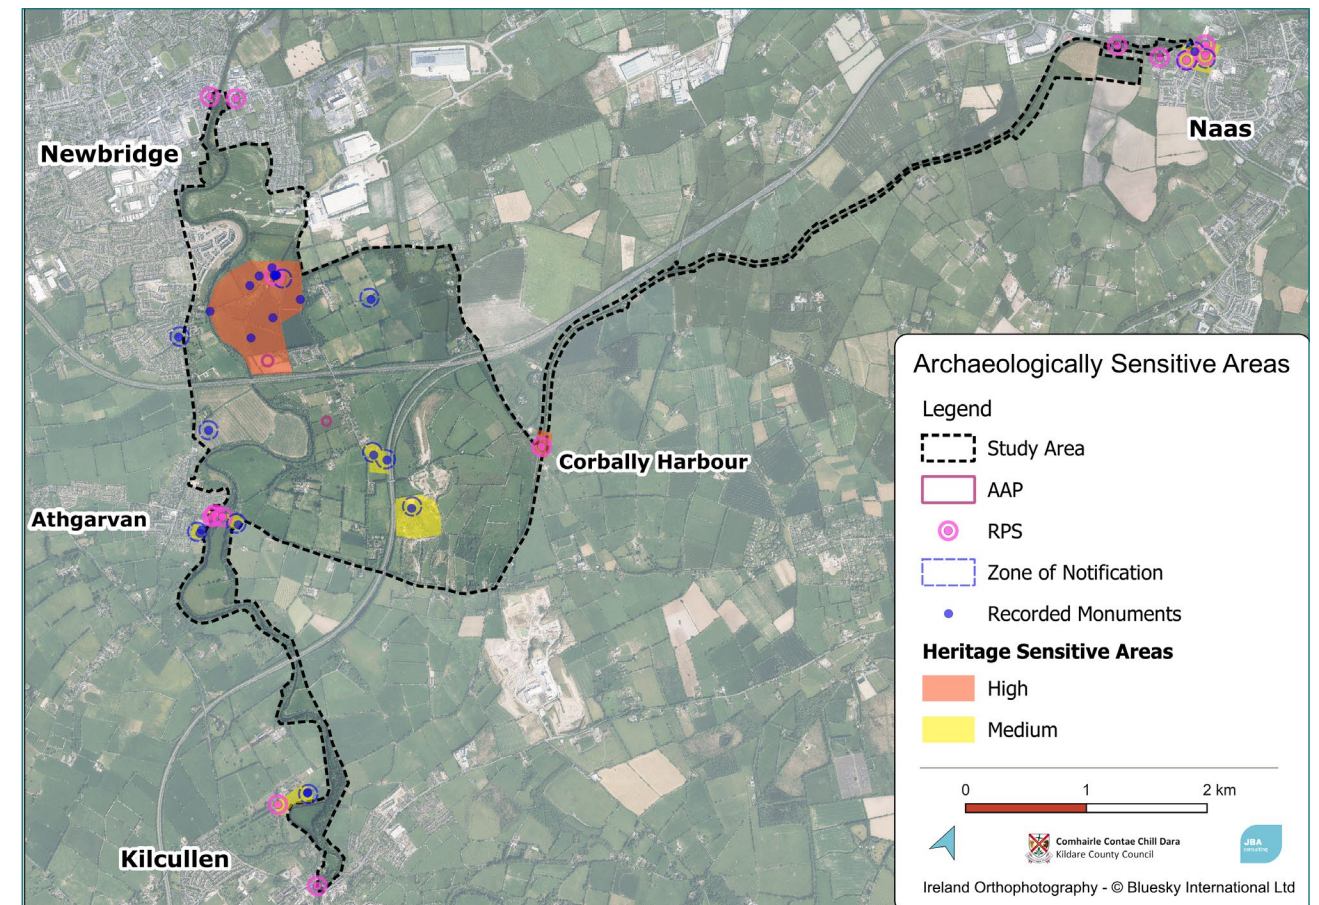 Newbridge
Naas
Corbally Harbour
Athgarvan
Kilcullen
Archaeologically Sensitive Areas
Legend
Study Area
AAP
RPS
Zone of Notification
Recorded Monuments
Heritage Sensitive Areas
High
Medium
0 1 2 km
Comhairle Contae Chill Dara
Kildare County Council
JBA
consulting
Ireland Orthophotography - © Bluesky International Ltd